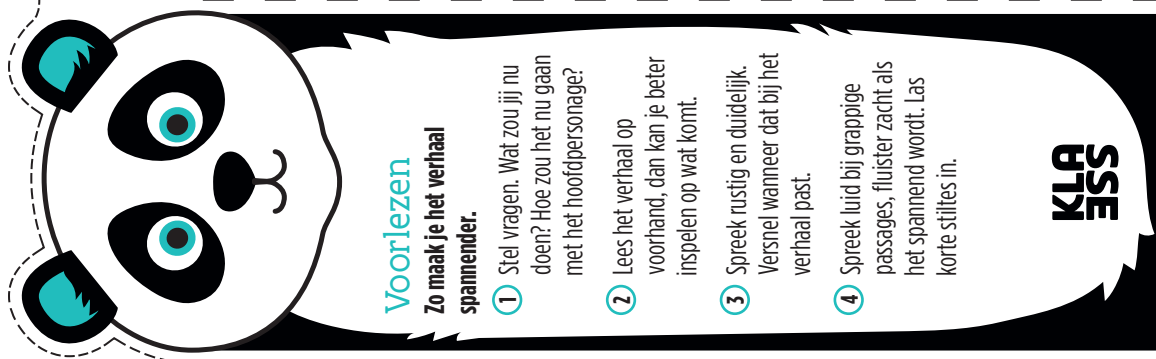 Voorlezen
Zo maak je het verhaal
spannender.
1 Stel vragen. Wat zou jij nu
doen? Hoe zou het nu gaan
met het hoofdpersonage?
2 Lees het verhaal op
voorhand, dan kan je beter
inspelen op wat komt.
3 Spreek rustig en duidelijk.
Versnel wanneer dat bij het
verhaal past.
4 Spreek luid bij grappige
passages, fluister zacht als
het spannend wordt. Las
korte stiltes in.
KLA
SSE